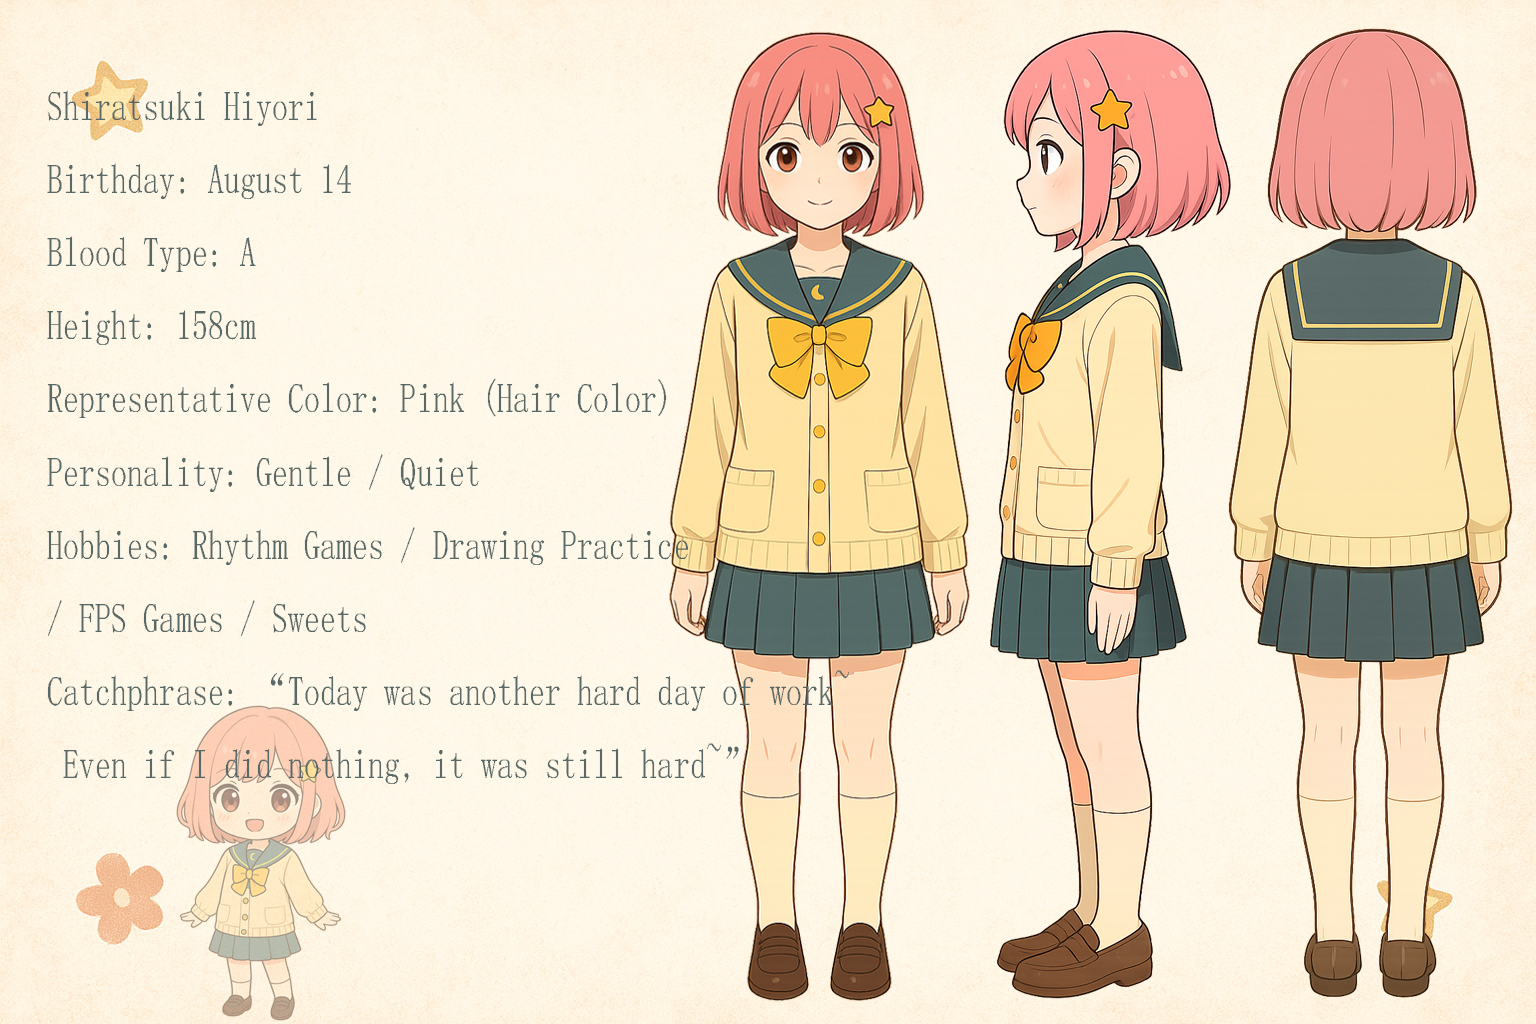 Shiratsuki Hiyori
Birthday: August 14
Blood Type: A
Height: 158cm
Representative Color: Pink (Hair Color)
Personality: Gentle / Quiet
Hobbies: Rhythm Games / Drawing Practice
/ FPS Games / Sweets
Catchphrase: “Today was another hard day of work~
Even if I did nothing, it was still hard~”